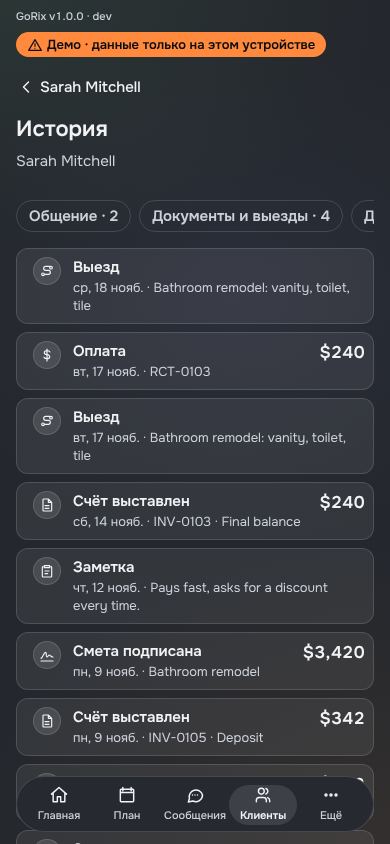 GoRix v1.0.0 · dev
Демо · данные только на этом устройстве
Sarah Mitchell
История
Sarah Mitchell
Общение · 2
Документы и выезды · 4
Выезд
ср, 18 нояб. · Bathroom remodel: vanity, toilet,
tile
Оплата
$240
вт, 17 нояб. · RCT-0103
Выезд
вт, 17 нояб. · Bathroom remodel: vanity, toilet,
tile
Счёт выставлен
$240
сб, 14 нояб. · INV-0103 · Final balance
Заметка
чт, 12 нояб. · Pays fast, asks for a discount
every time.
Смета подписана
$3,420
пн, 9 нояб. · Bathroom remodel
Счёт выставлен
$342
пн, 9 нояб. · INV-0105 · Deposit
Главная
План
Сообщения
Клиенты
Ещё